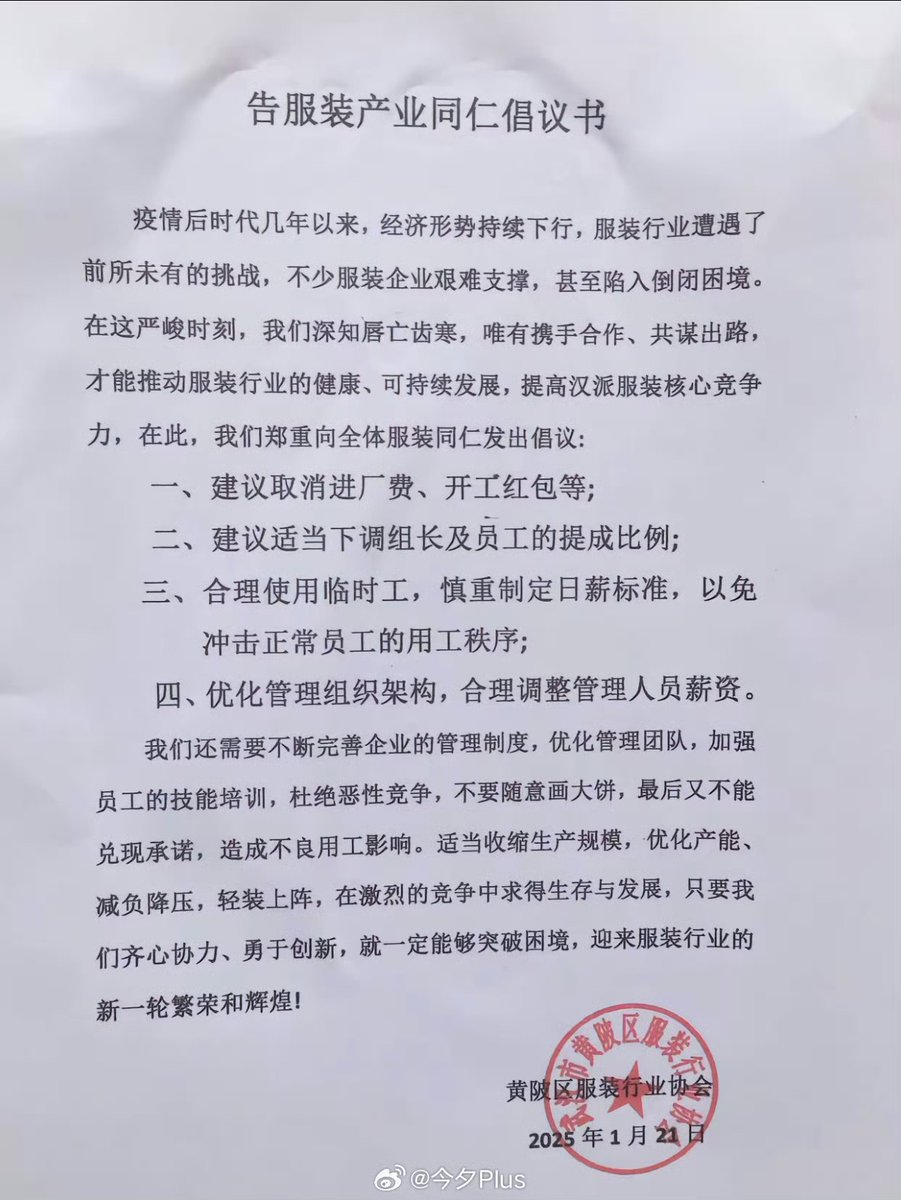 告服装产业同仁倡议书
疫情后时代几年以来，经济形势持续下行，服装行业遭遇了
前所未有的挑战，不少服装企业艰难支撑，甚至陷入倒闭困境。
在这严峻时刻，我们深知唇亡齿寒，唯有携手合作、共谋出路，
才能推动服装行业的健康、可持续发展，提高汉派服装核心竞争
力，在此，我们郑重向全体服装同仁发出倡议:
一、建议取消进厂费、开工红包等;
二、建议适当下调组长及员工的提成比例;
三、合理使用临时工，慎重制定日薪标准，以免
冲击正常员工的用工秩序;
四、优化管理组织架构，合理调整管理人员薪资。
我们还需要不断完善企业的管理制度，优化管理团队，加强
员工的技能培训，杜绝恶性竞争，不要随意画大饼，最后又不能
兑现承诺，造成不良用工影响。适当收缩生产规模，优化产能、
减负降压，轻装上阵，在激烈的竞争中求得生存与发展，只要我
们齐心协力、勇于创新，就一定能够突破困境，迎来服装行业的
新一轮繁荣和辉煌!
黄陂区服装行业协会
2025 年 1 月 21 日
武汉市黄陂区服装行业协会
@今夕Plus